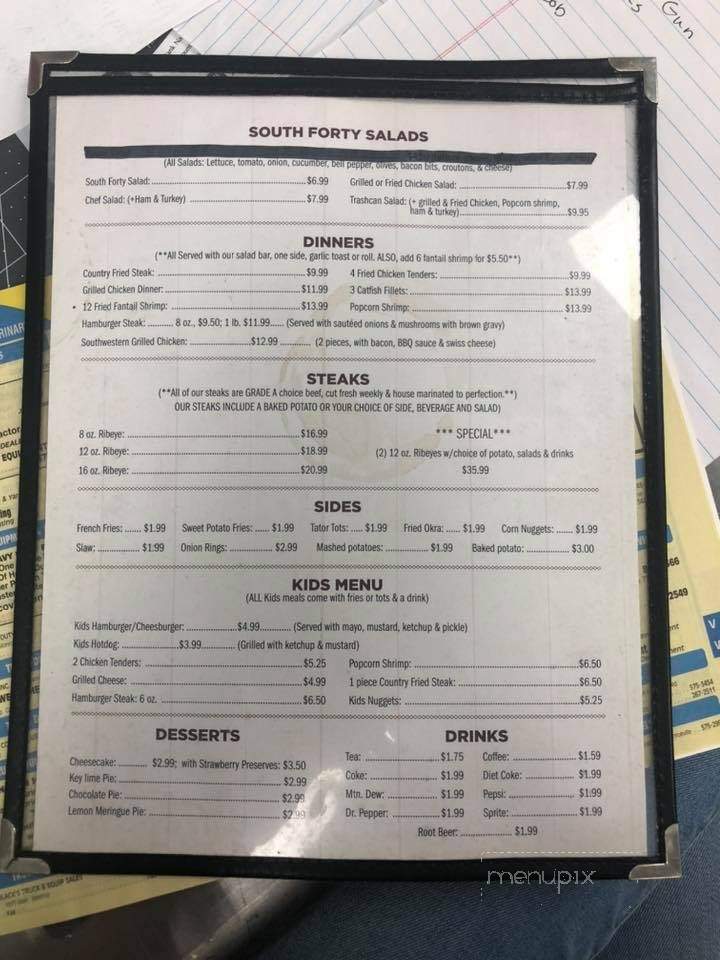 Gun
SOUTH FORTY SALADS
(All Salads: Lettuce, tomato, onion, cucumber, bell pepper, olives, bacon bits, croutons, & cheese)
South Forty Salad: $6.99 Grilled or Fried Chicken Salad: $7.99
Chef Salad: (+Ham & Turkey) $7.99 Trashcan Salad: (+ grilled & Fried Chicken, Popcorn shrimp,
ham & turkey) $9.95
DINNERS
(**All Served with our salad bar, one side, garlic toast or roll. ALSO, add 6 fantail shrimp for $5.50**)
Country Fried Steak: $9.99 4 Fried Chicken Tenders: $9.99
Grilled Chicken Dinner: $11.99 3 Catfish Fillets: $13.99
12 Fried Fantail Shrimp: $13.99 Popcorn Shrimp: $13.99
Hamburger Steak: 8 oz., $9.50; 1 lb. $11.99 (Served with sautéed onions & mushrooms with brown gravy)
Southwestern Grilled Chicken: $12.99 (2 pieces, with bacon, BBQ sauce & swiss cheese)
STEAKS
(**All of our steaks are GRADE A choice beef, cut fresh weekly & house marinated to perfection.**)
OUR STEAKS INCLUDE A BAKED POTATO OR YOUR CHOICE OF SIDE, BEVERAGE AND SALAD)
8 oz. Ribeye: $16.99 *** SPECIAL***
12 oz. Ribeye: $18.99 (2) 12 oz. Ribeyes w/choice of potato, salads & drinks
16 oz. Ribeye: $20.99 $35.99
SIDES
French Fries: $1.99 Sweet Potato Fries: $1.99 Tator Tots: $1.99 Fried Okra: $1.99 Corn Nuggets: $1.99
Slaw: $1.99 Onion Rings: $2.99 Mashed potatoes: $1.99 Baked potato: $3.00
KIDS MENU
(ALL Kids meals come with fries or tots & a drink)
Kids Hamburger/Cheesburger: $4.99 (Served with mayo, mustard, ketchup & pickle)
Kids Hotdog: $3.99 (Grilled with ketchup & mustard)
2 Chicken Tenders: $5.25 Popcorn Shrimp: $6.50
Grilled Cheese: $4.99 1 piece Country Fried Steak: $6.50
Hamburger Steak: 6 oz. $6.50 Kids Nuggets: $5.25
DESSERTS DRINKS
Cheesecake: $2.99; with Strawberry Preserves: $3.50 Tea: $1.75 Coffee: $1.59
Key lime Pie: $2.99 Coke: $1.99 Diet Coke: $1.99
Chocolate Pie: $2.99 Mtn. Dew: $1.99 Pepsi: $1.99
Lemon Meringue Pie: $2.99 Dr. Pepper: $1.99 Sprite: $1.99
Root Beer: $1.99
menupix